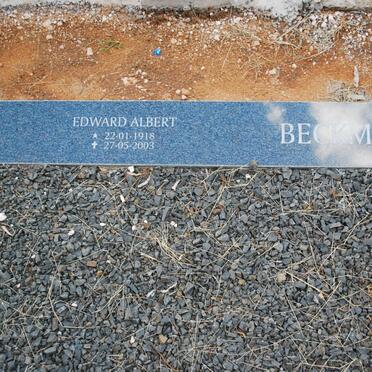 EDWARD ALBERT
★ 22-01-1918
✝ 27-05-2003
BECKM